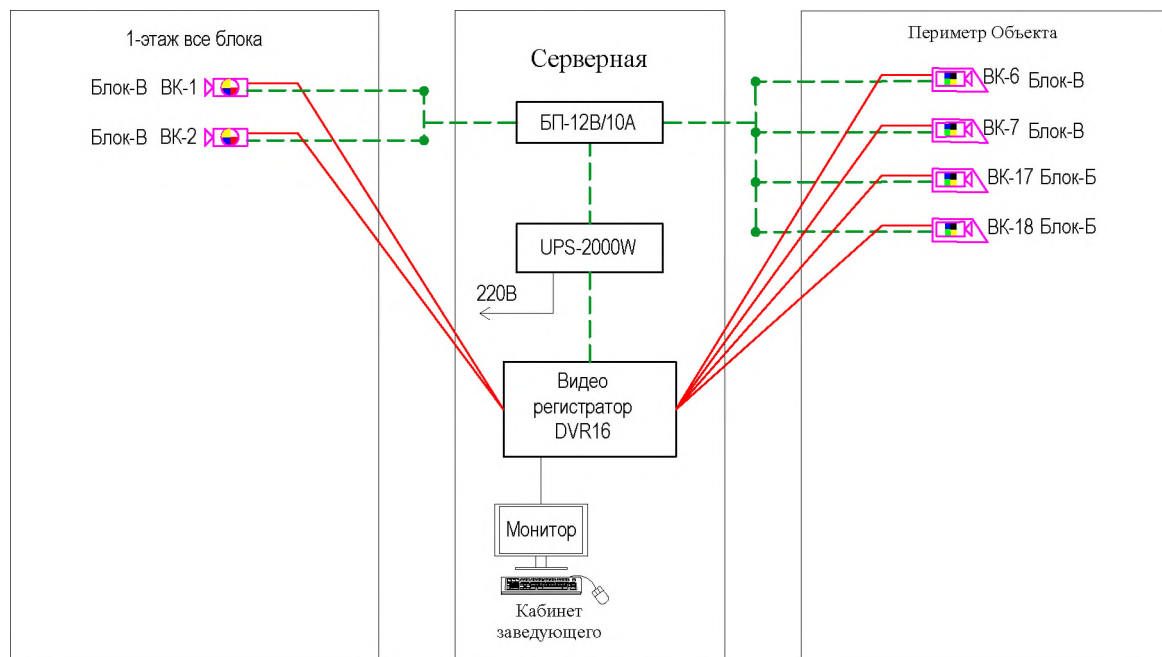 1-этаж все блока
Блок-В ВК-1
Блок-В ВК-2
Серверная
БП-12В/10А
UPS-2000W
220В
Видео
регистратор
DVR16
Монитор
Кабинет
заведующего
Периметр Объекта
ВК-6 Блок-В
ВК-7 Блок-В
ВК-17 Блок-Б
ВК-18 Блок-Б